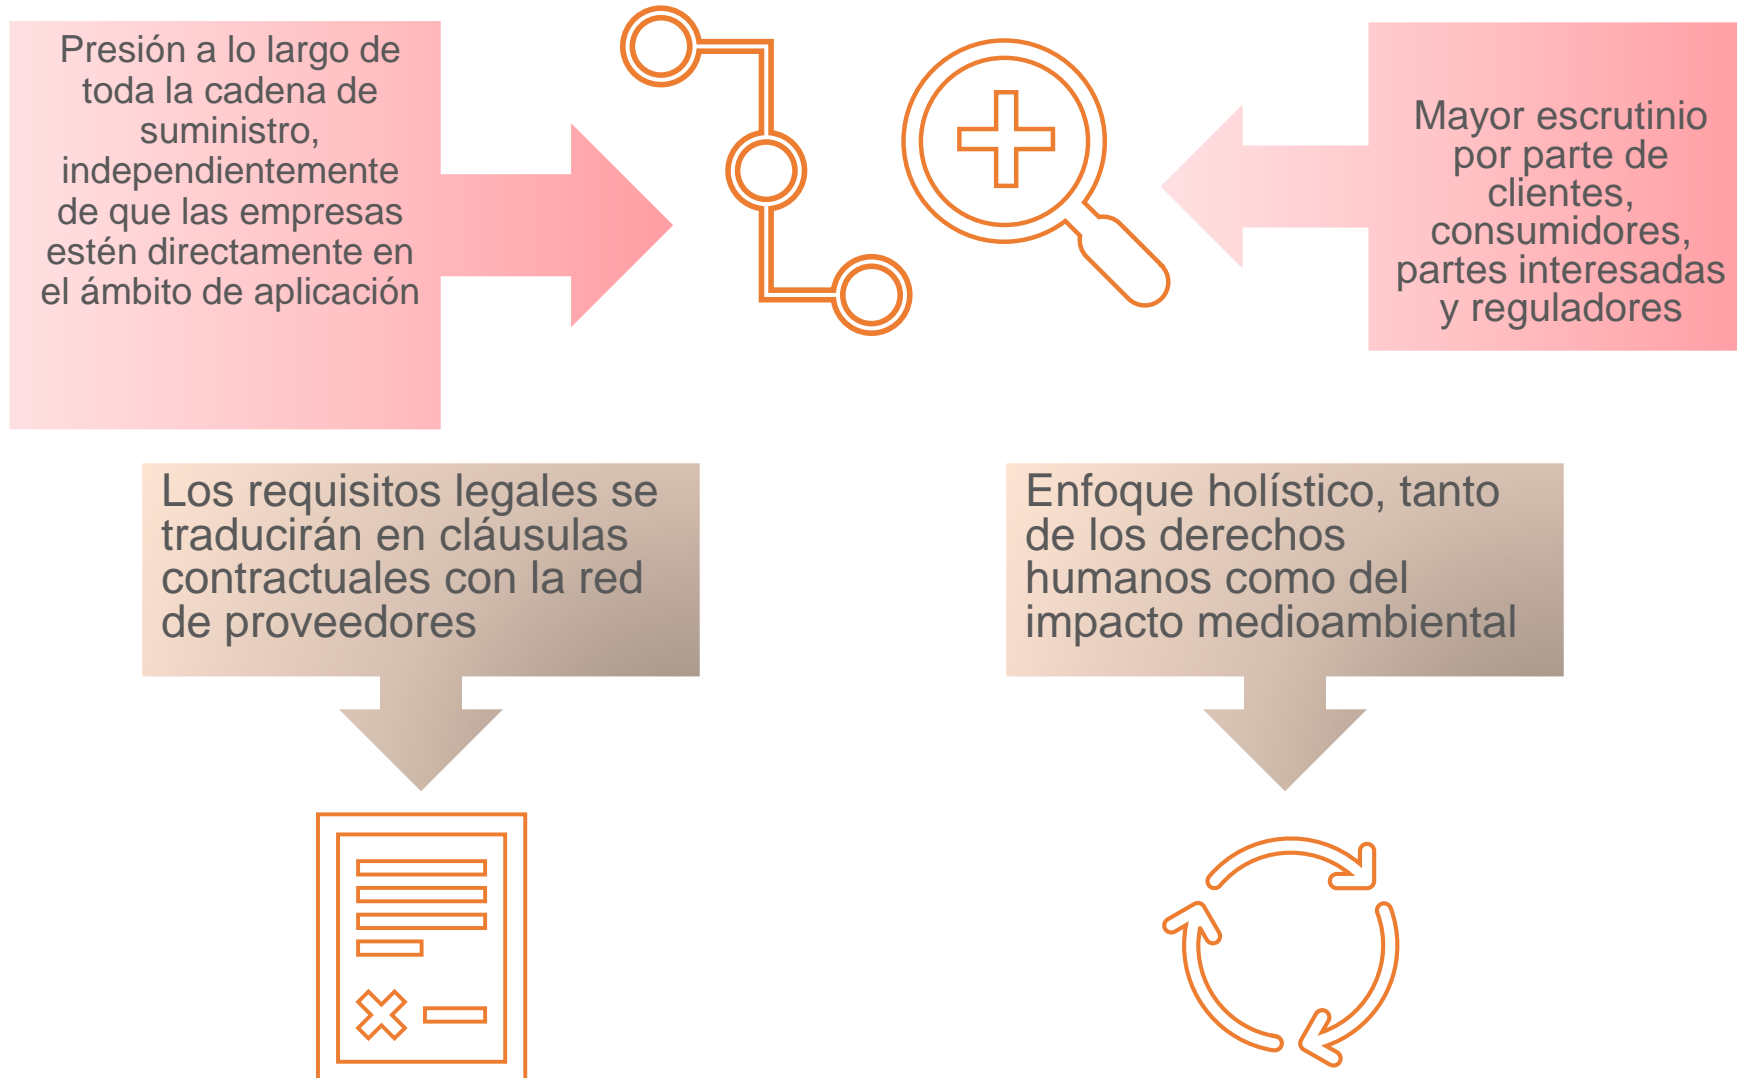 Presión a lo largo de
toda la cadena de
suministro,
independientemente
de que las empresas
estén directamente en
el ámbito de aplicación
Mayor escrutinio
por parte de
clientes,
consumidores,
partes interesadas
y reguladores
Los requisitos legales se
traducirán en cláusulas
contractuales con la red
de proveedores
Enfoque holístico, tanto
de los derechos
humanos como del
impacto medioambiental